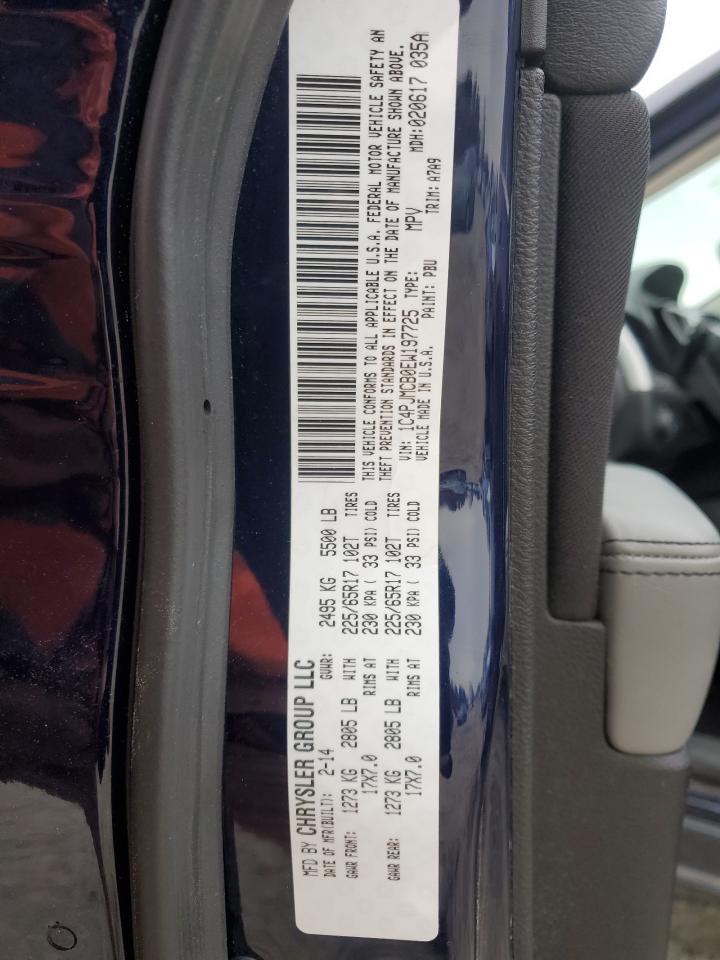 MFD BY CHRYSLER GROUP LLC
DATE OF MFR(BUILT): 2-14 GVWR: 2495 KG 5500 LB
GAWR FRONT: 1273 KG 2805 LB WITH 225/65R17 102T TIRES
17X7.0 RIMS AT 230 KPA ( 33 PSI) COLD
GAWR REAR: 1273 KG 2805 LB WITH 225/65R17 102T TIRES
17X7.0 RIMS AT 230 KPA ( 33 PSI) COLD
THIS VEHICLE CONFORMS TO ALL APPLICABLE U.S.A. FEDERAL MOTOR VEHICLE SAFETY AN
THEFT PREVENTION STANDARDS IN EFFECT ON THE DATE OF MANUFACTURE SHOWN ABOVE.
VIN: 1C4PJMCB0EW197725 TYPE: MPV MDH:020617 035A
VEHICLE MADE IN U.S.A. PAINT: PBU TRIM: A7A9